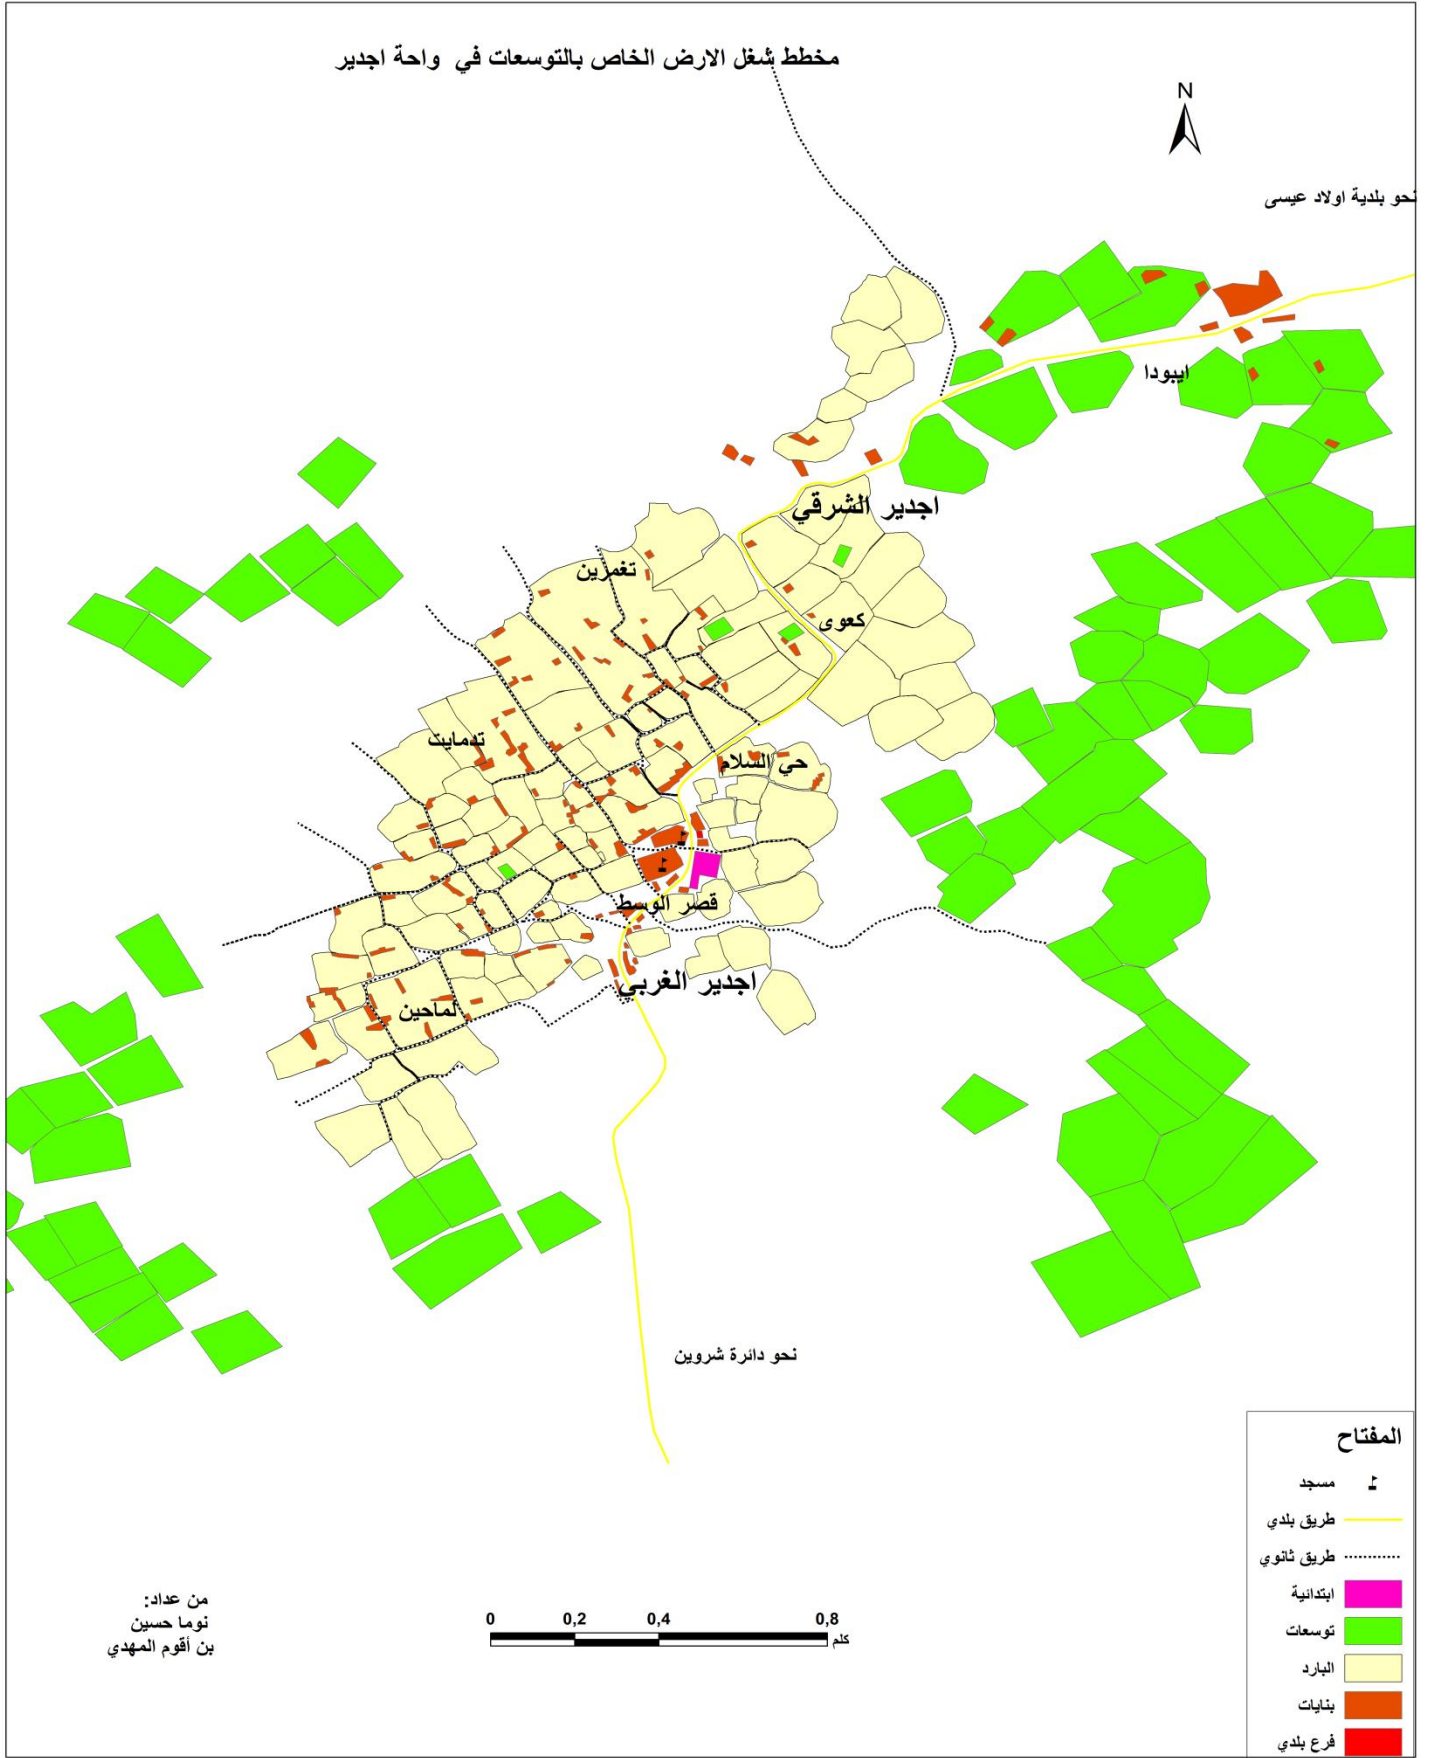 مخطط شغل الارض الخاص بالتوسعات في واحة اجدير
N
نحو بلدية اولاد عيسى
ايبودا
اجدير الشرقي
تغمزين
كعوى
تدمايت
حي السلام
قصر الوسط
اجدير الغربي
لماحين
نحو دائرة شروين
المفتاح
مسجد
طريق بلدي
طريق ثانوي
ابتدائية
توسعات
البارد
بنايات
فرع بلدي
من عداد:
نوما حسين
بن أقوم المهدي
0 0,2 0,4 0,8
كلم